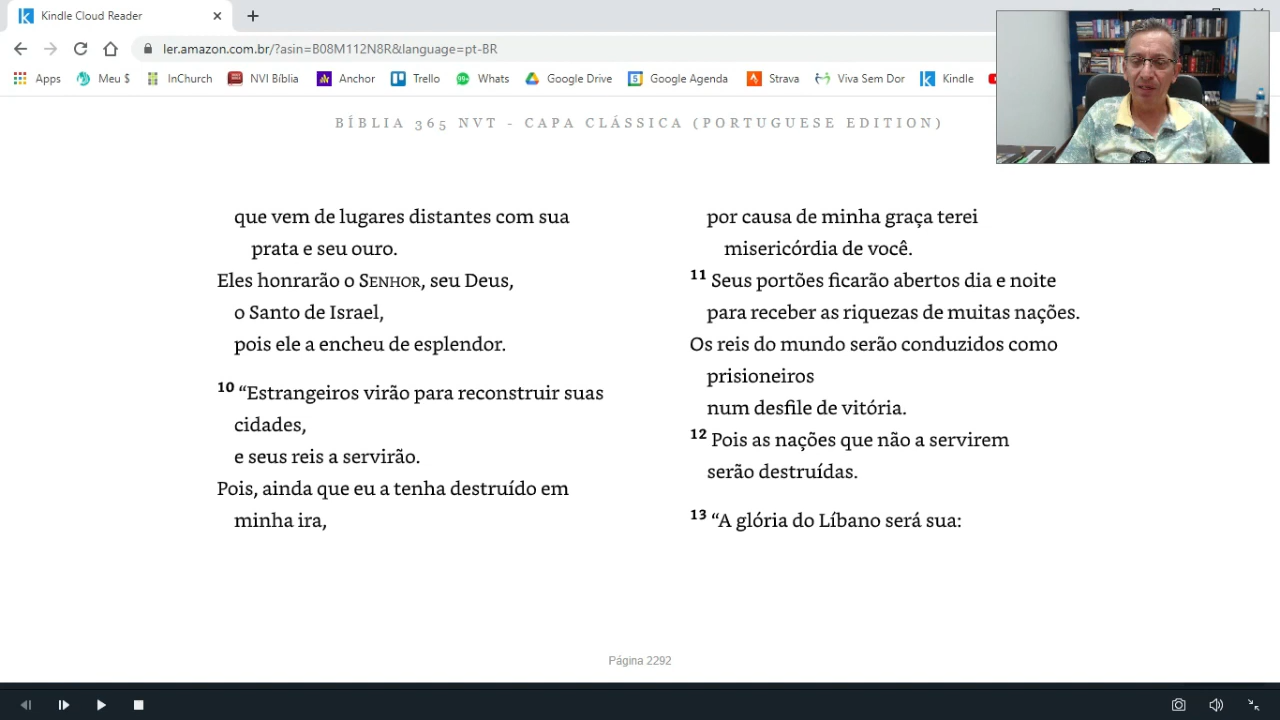 Kindle Cloud Reader
ler.amazon.com.br/?asin=B08M112N8R&language=pt-BR
Apps Meu $ InChurch NVI Bíblia Anchor Trello Whats Google Drive Google Agenda Strava Viva Sem Dor Kindle
BÍBLIA 365 NVT - CAPA CLÁSSICA (PORTUGUESE EDITION)
que vem de lugares distantes com sua
prata e seu ouro.
Eles honrarão o SENHOR, seu Deus,
o Santo de Israel,
pois ele a encheu de esplendor.
10 “Estrangeiros virão para reconstruir suas
cidades,
e seus reis a servirão.
Pois, ainda que eu a tenha destruído em
minha ira,
por causa de minha graça terei
misericórdia de você.
11 Seus portões ficarão abertos dia e noite
para receber as riquezas de muitas nações.
Os reis do mundo serão conduzidos como
prisioneiros
num desfile de vitória.
12 Pois as nações que não a servirem
serão destruídas.
13 “A glória do Líbano será sua:
Página 2292